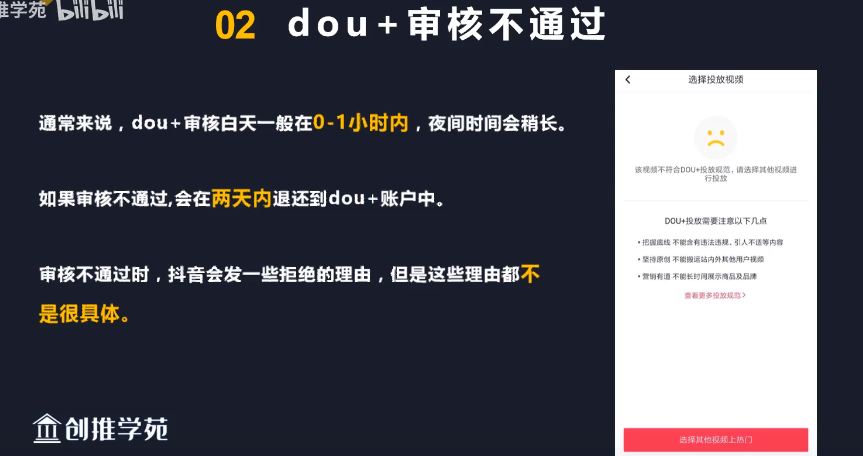 推学苑 bilibili
02 dou+审核不通过
通常来说，dou+审核白天一般在0-1小时内，夜间时间会稍长。
如果审核不通过,会在两天内退还到dou+账户中。
审核不通过时，抖音会发一些拒绝的理由，但是这些理由都不
是很具体。
创推学苑
选择投放视频
该视频不符合DOU+投放规范，请选择其他视频进
行投放
DOU+投放需要注意以下几点
• 把握底线 不能含有违法违规、引人不适等内容
• 坚持原创 不能搬运站内外其他用户视频
• 营销有道 不能长时间展示商品及品牌
查看更多投放规范>
选择其他视频上热门